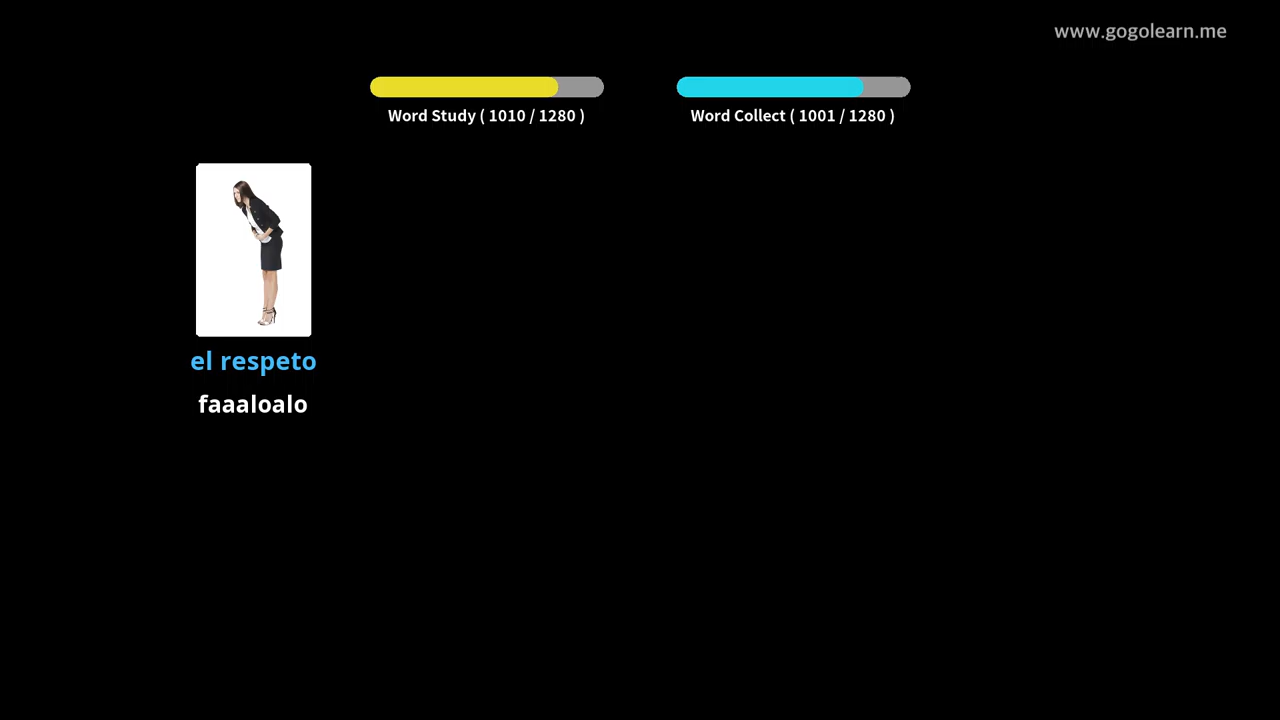 www.gogolearn.me
Word Study ( 1010 / 1280 )
Word Collect ( 1001 / 1280 )
el respeto
faaaloalo